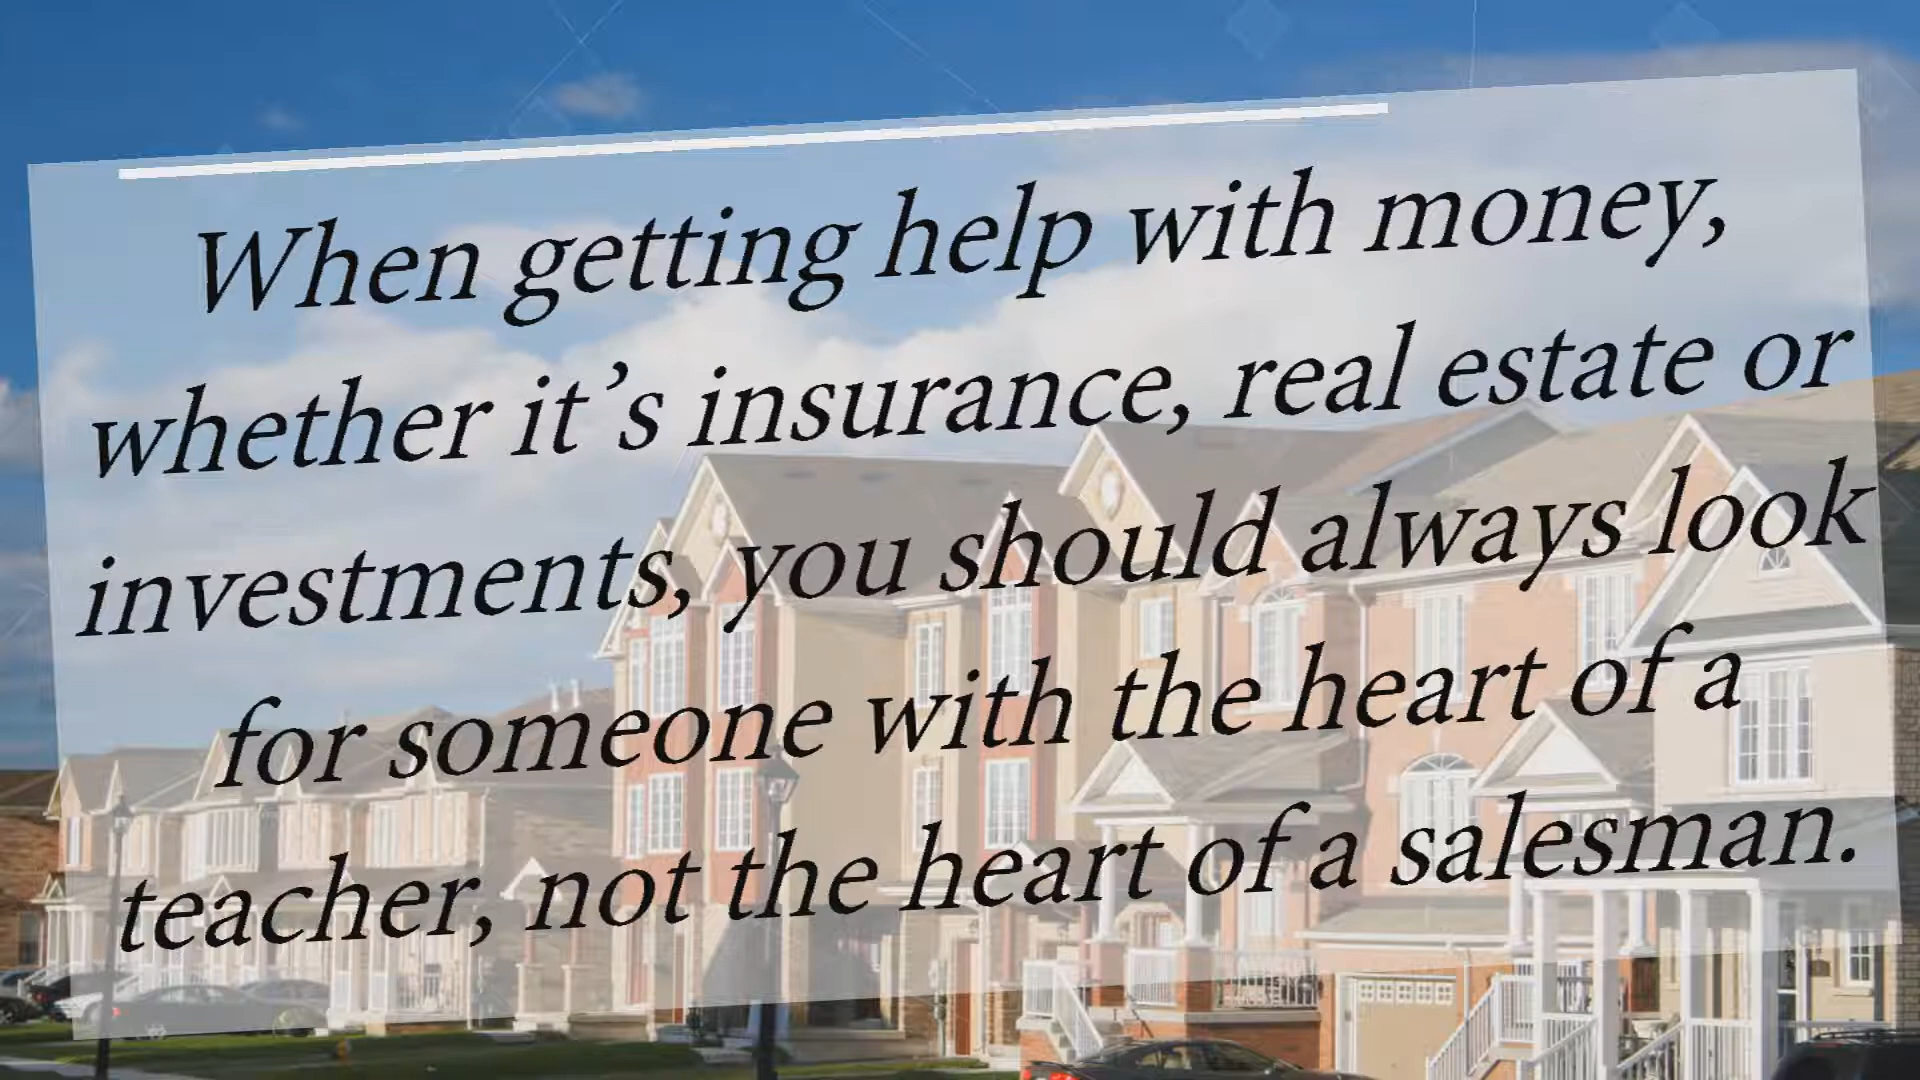 When getting help with money,
whether it’s insurance, real estate or
investments, you should always look
for someone with the heart of a
teacher, not the heart of a salesman.